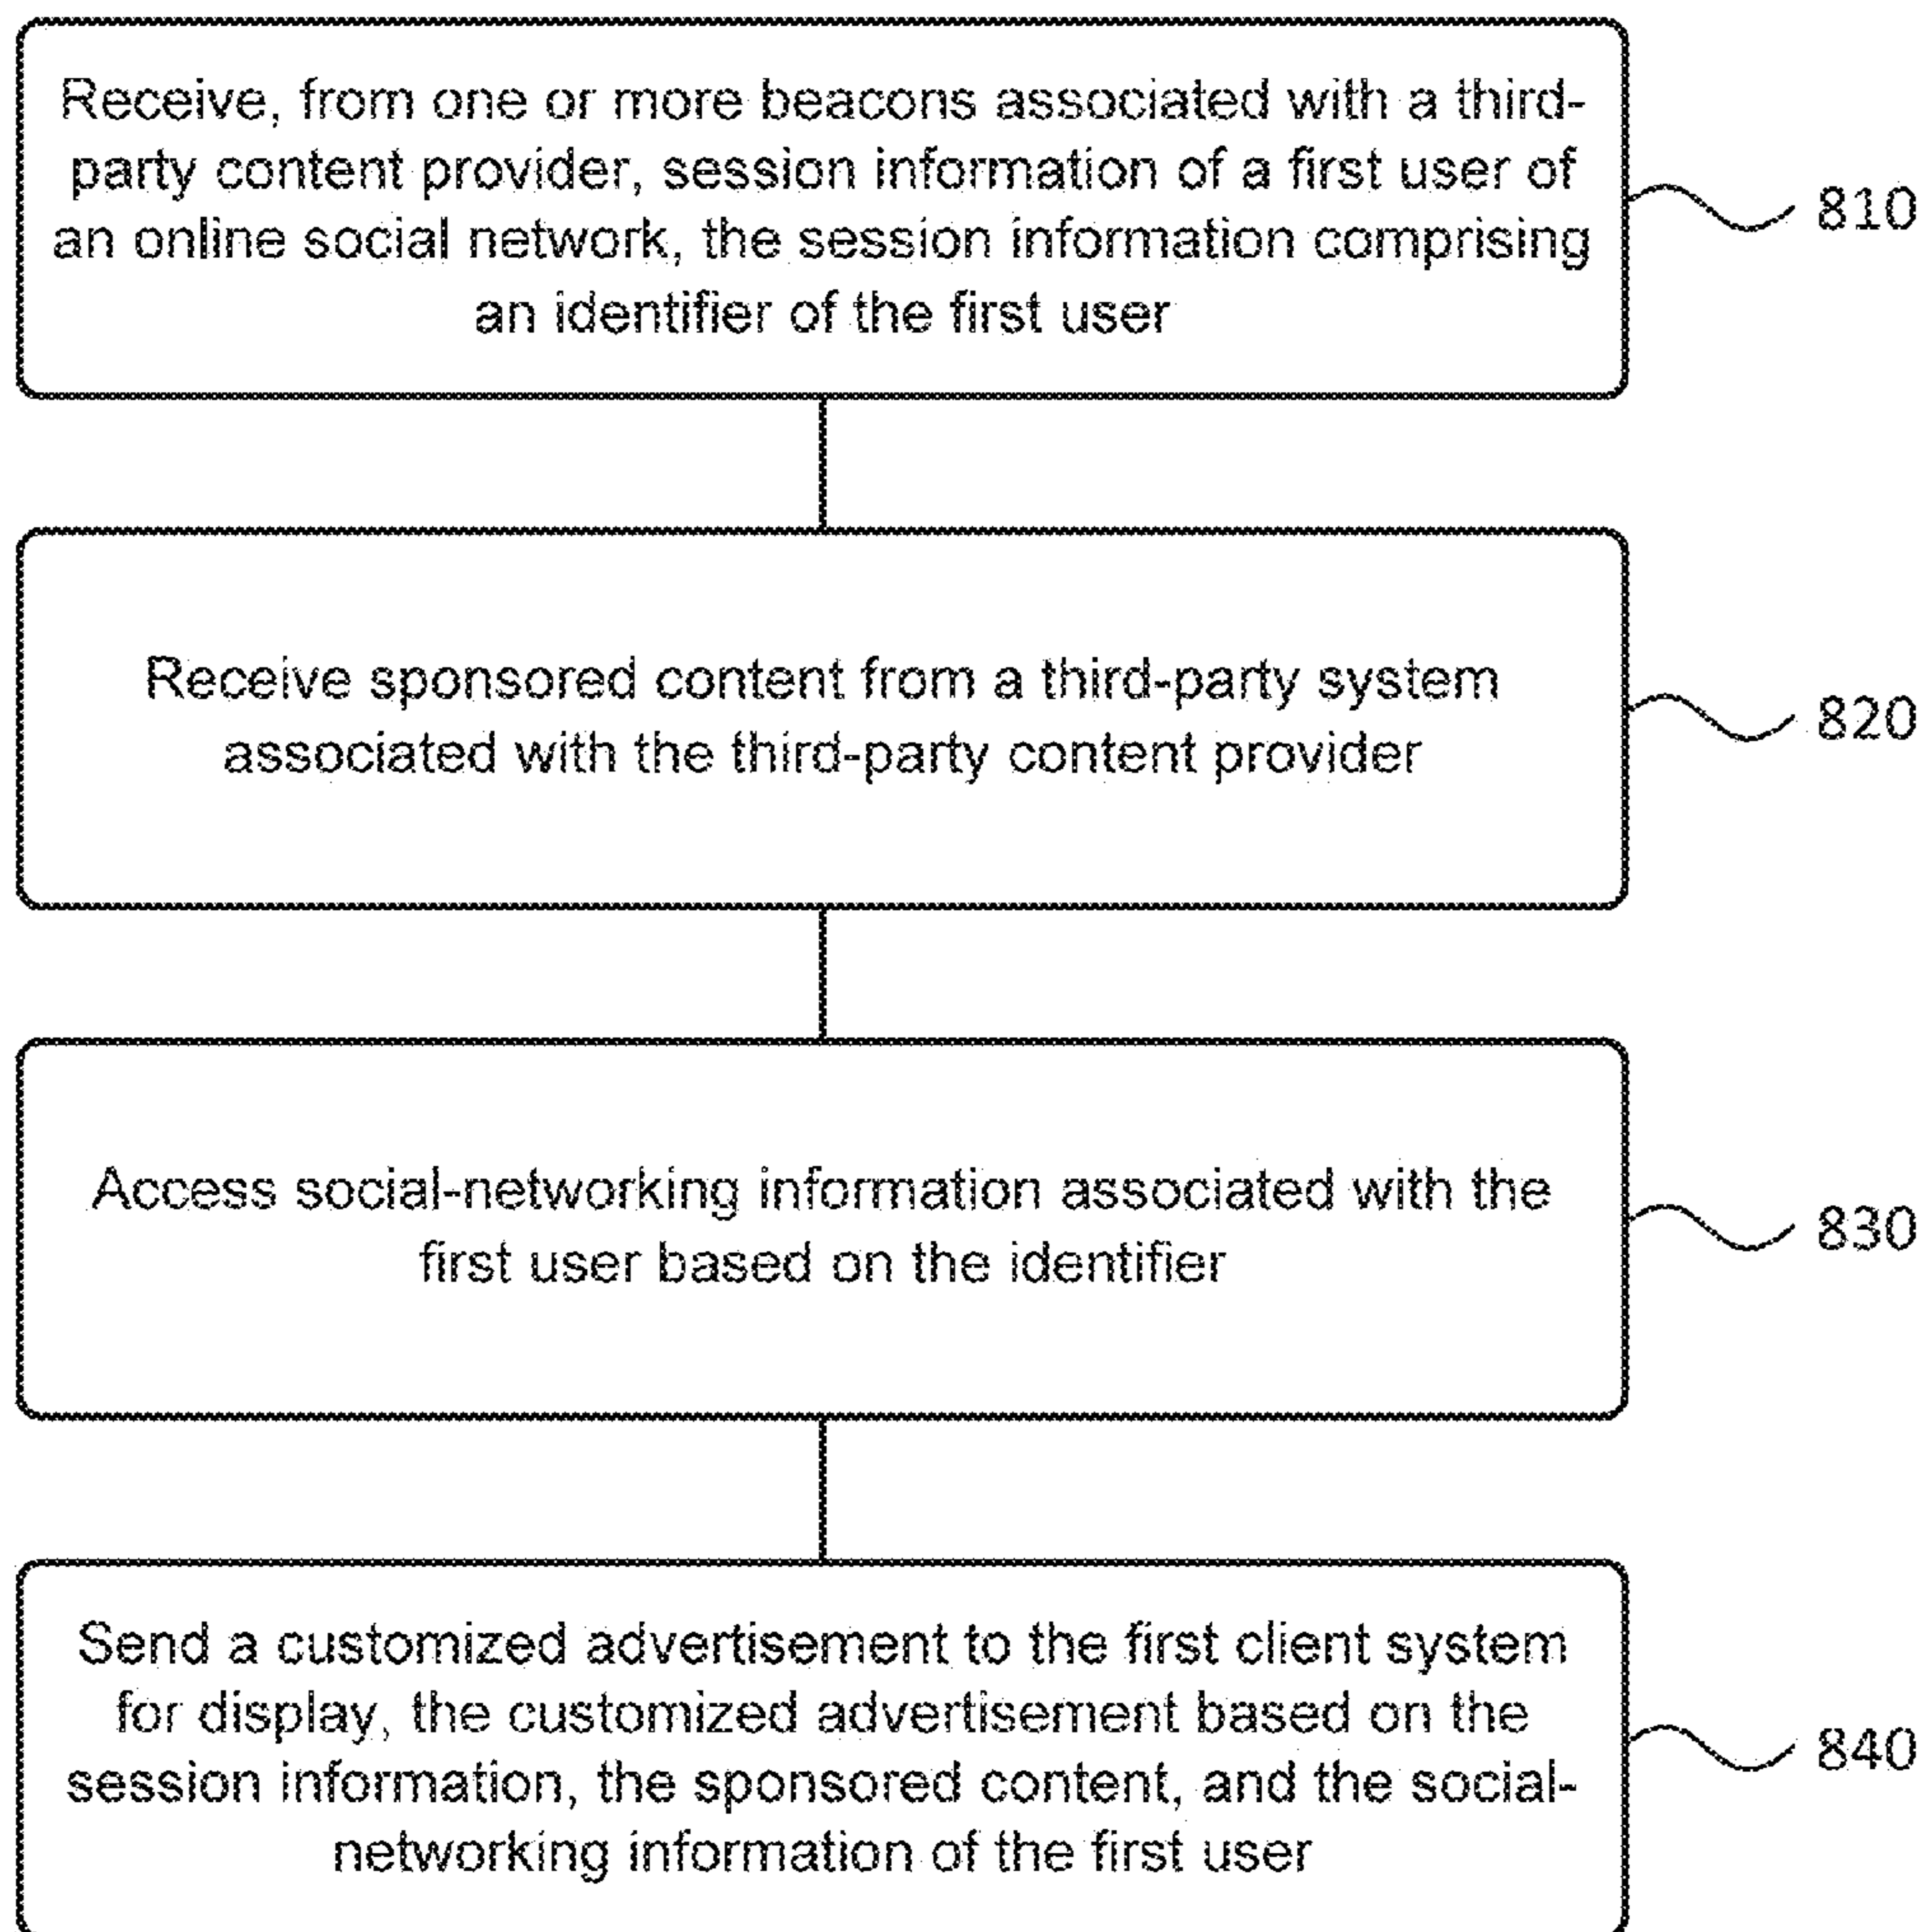 Receive, from one or more beacons associated with a third-
party content provider, session information of a first user of
an online social network, the session information comprising
an identifier of the first user
810
Receive sponsored content from a third-party system
associated with the third-party content provider
820
Access social-networking information associated with the
first user based on the identifier
830
Send a customized advertisement to the first client system
for display, the customized advertisement based on the
session information, the sponsored content, and the social-
networking information of the first user
840